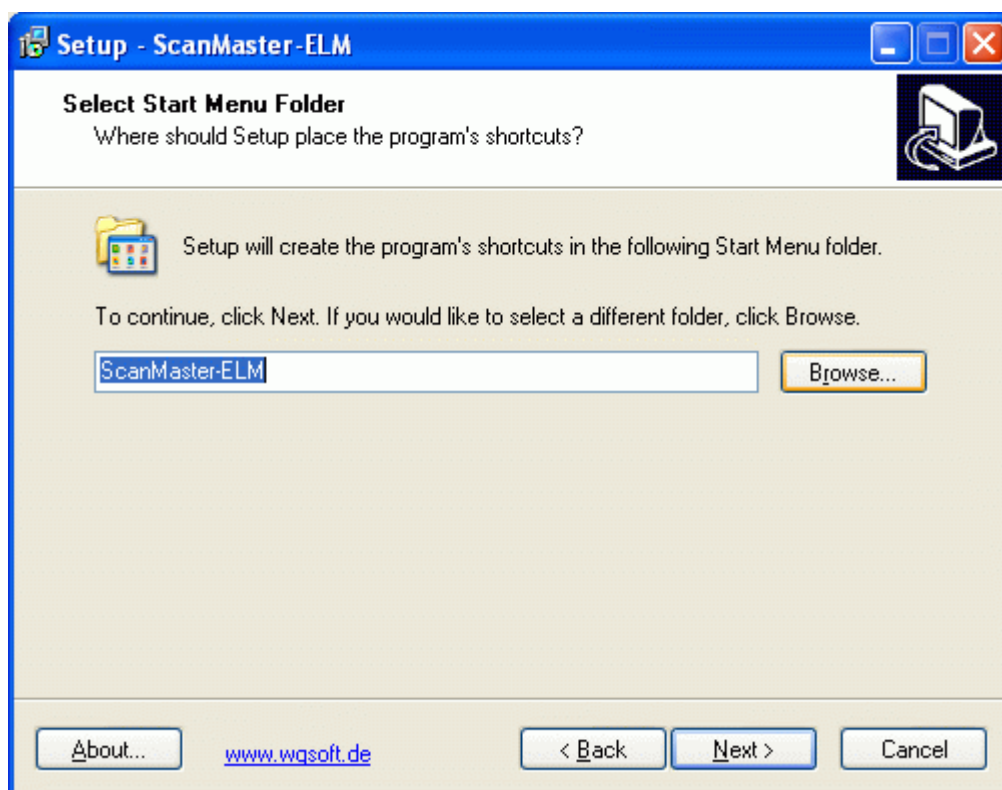 Setup - ScanMaster-ELM
Select Start Menu Folder
Where should Setup place the program's shortcuts?
Setup will create the program's shortcuts in the following Start Menu folder.
To continue, click Next. If you would like to select a different folder, click Browse.
ScanMaster-ELM
Browse...
About...
www.wgsoft.de
< Back
Next >
Cancel